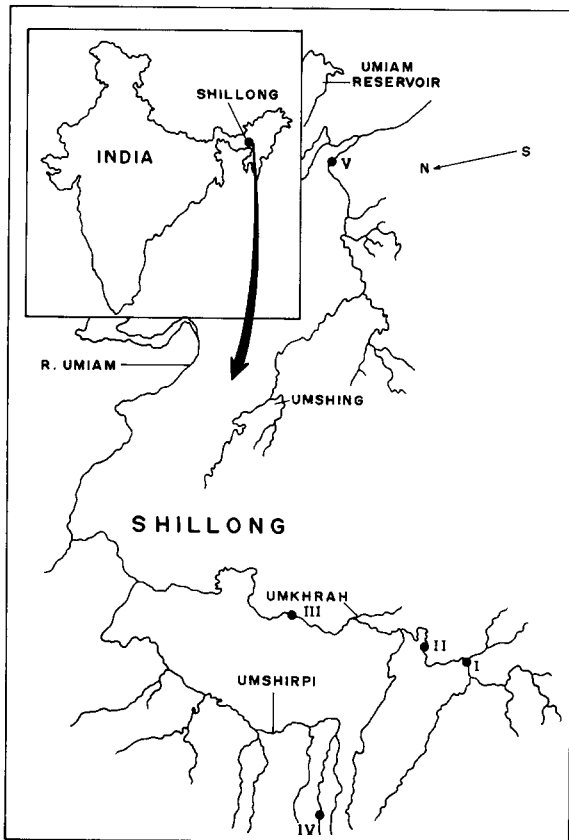 UMIAM
RESERVOIR
SHILLONG
INDIA
V
N
S
R. UMIAM
UMSHING
SHILLONG
UMKHRAH
III
II
I
UMSHIRPI
IV